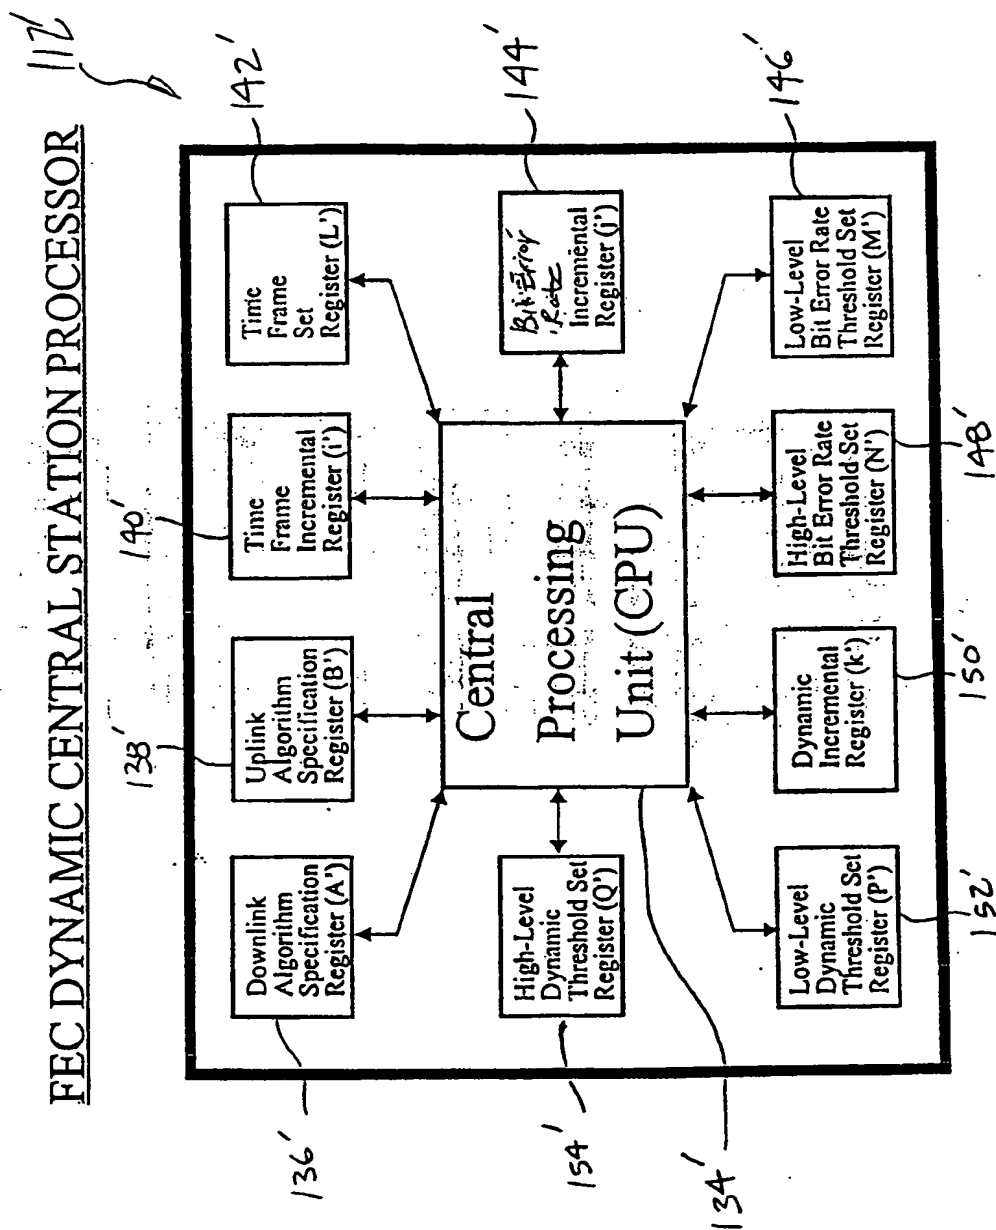 FEC DYNAMIC CENTRAL STATION PROCESSOR
112'
136'
138'
140'
142'
Downlink
Algorithm
Specification
Register (A')
Uplink
Algorithm
Specification
Register (B')
Time
Frame
Incremental
Register (i')
Time
Frame
Set
Register (L')
154'
High-Level
Dynamic
Threshold Set
Register (Q')
Central
Processing
Unit (CPU)
134'
Bit Error
Rate
Incremental
Register (j')
144'
Low-Level
Dynamic
Threshold Set
Register (P')
Dynamic
Incremental
Register (k')
High-Level
Bit Error Rate
Threshold Set
Register (N')
Low-Level
Bit Error Rate
Threshold Set
Register (M')
152'
150'
148'
146'